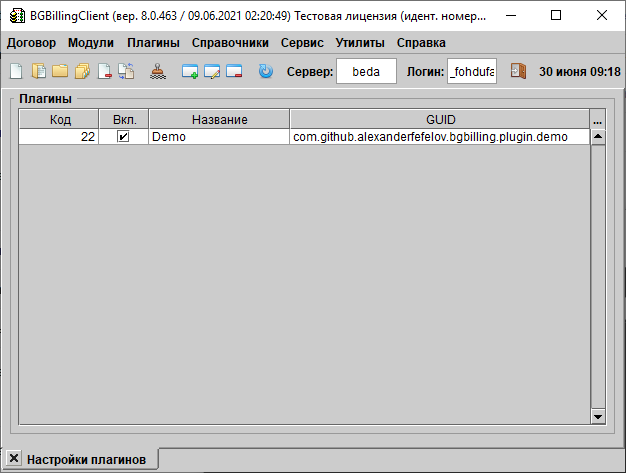 BGBillingClient (вер. 8.0.463 / 09.06.2021 02:20:49) Тестовая лицензия (идент. номер...
Договор Модули Плагины Справочники Сервис Утилиты Справка
Сервер: beda Логин: _fohdufa 30 июня 09:18
Плагины
Код Вкл. Название GUID ...
22 Demo com.github.alexanderfefelov.bgbilling.plugin.demo
Настройки плагинов